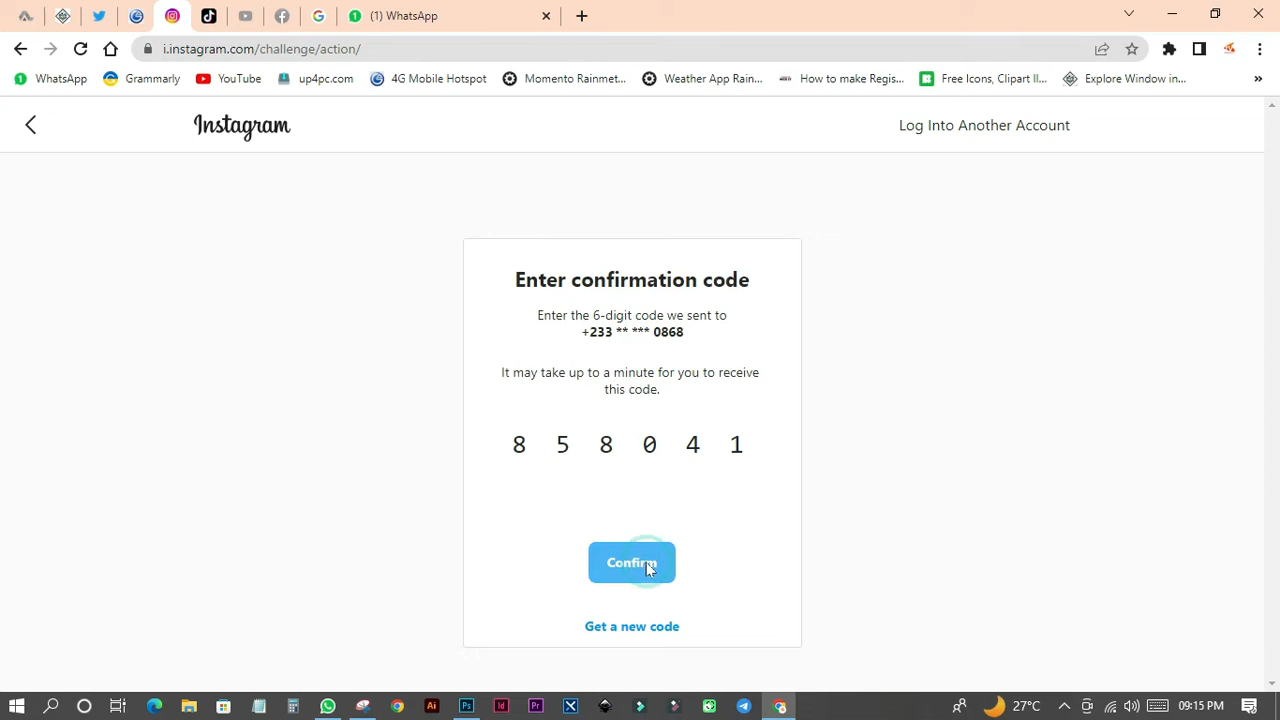 (1) WhatsApp
i.instagram.com/challenge/action/
WhatsApp
Grammarly
YouTube
up4pc.com
4G Mobile Hotspot
Momento Rainmet...
Weather App Rain...
How to make Regis...
Free Icons, Clipart Il...
Explore Window in...
Instagram
Log Into Another Account
Enter confirmation code
Enter the 6-digit code we sent to
+233 ** *** 0868
It may take up to a minute for you to receive
this code.
8 5 8 0 4 1
Confirm
Get a new code
27°C
09:15 PM